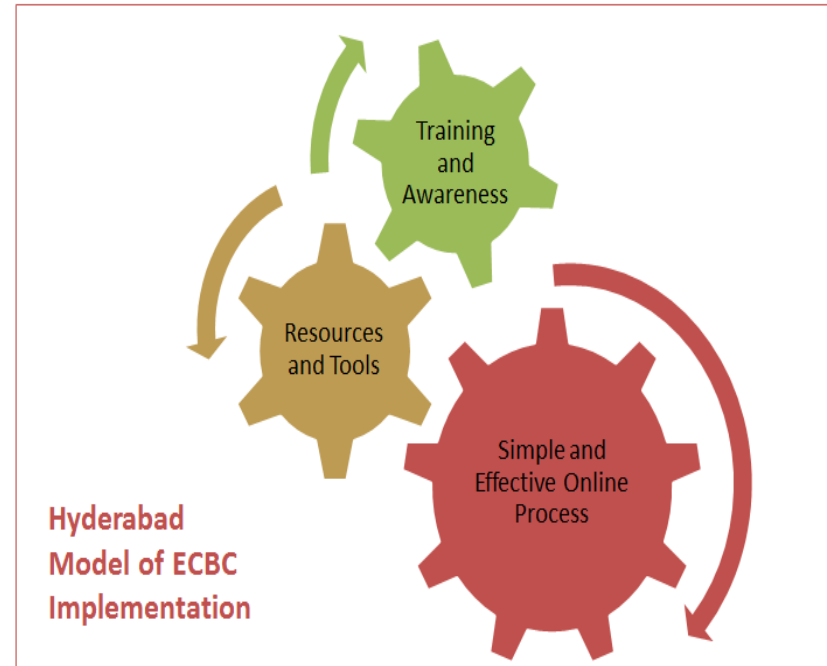 Training
and
Awareness
Resources
and Tools
Simple and
Effective Online
Process
Hyderabad
Model of ECBC
Implementation